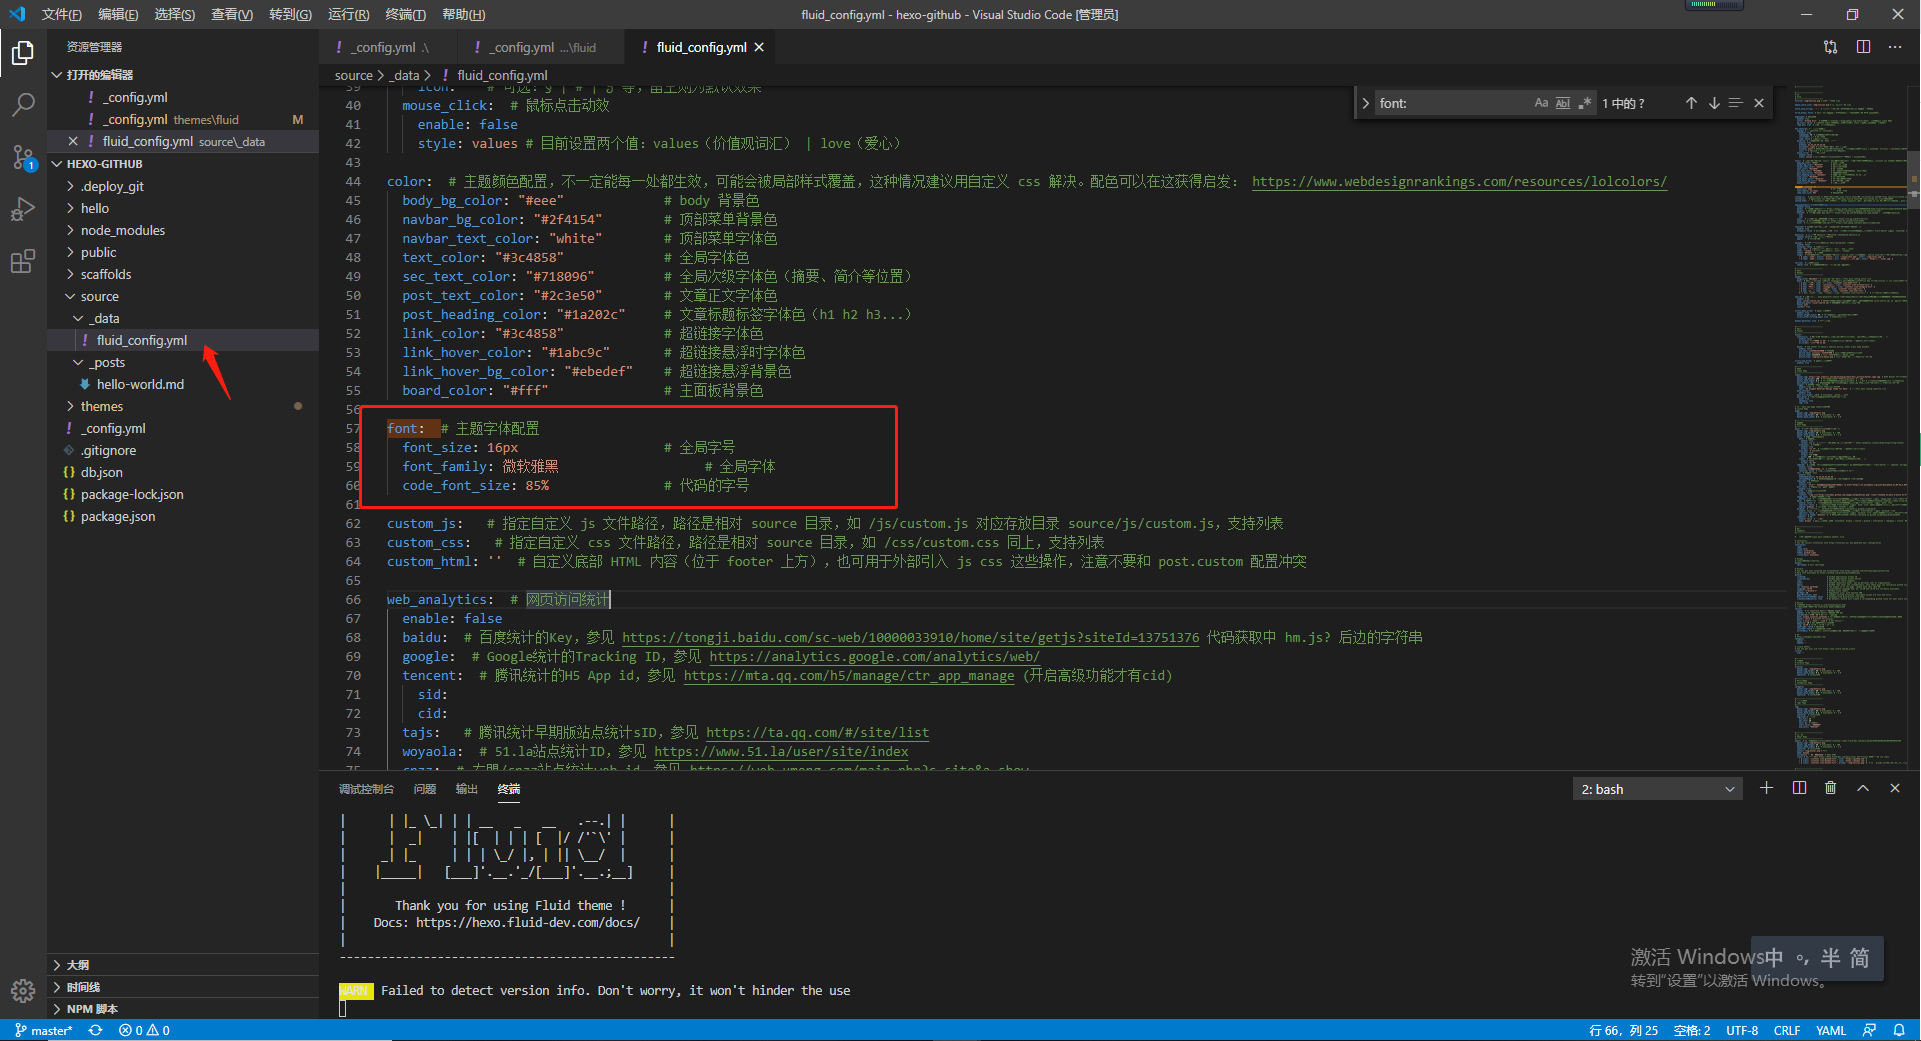 文件(F) 编辑(E) 选择(S) 查看(V) 转到(G) 运行(R) 终端(T) 帮助(H)
fluid_config.yml - hexo-github - Visual Studio Code [管理员]
资源管理器
打开的编辑器
! _config.yml
! _config.yml themes\fluid M
! fluid_config.yml source\_data
HEXO-GITHUB
.deploy_git
hello
node_modules
public
scaffolds
source
_data
! fluid_config.yml
_posts
hello-world.md
themes
! _config.yml
.gitignore
{} db.json
{} package-lock.json
{} package.json
大纲
时间线
NPM 脚本
1
! _config.yml .\
! _config.yml ...\fluid
! fluid_config.yml
source > _data > ! fluid_config.yml
font:
Aa Abl .*
1 中的 ?
40 mouse_click: # 鼠标点击动效
41 enable: false
42 style: values # 目前设置两个值：values（价值观词汇） | love（爱心）
43
44 color: # 主题颜色配置，不一定能每一处都生效，可能会被局部样式覆盖，这种情况建议用自定义 css 解决。配色可以在这获得启发： https://www.webdesignrankings.com/resources/lolcolors/
45 body_bg_color: "#eee" # body 背景色
46 navbar_bg_color: "#2f4154" # 顶部菜单背景色
47 navbar_text_color: "white" # 顶部菜单字体色
48 text_color: "#3c4858" # 全局字体色
49 sec_text_color: "#718096" # 全局次级字体色（摘要、简介等位置）
50 post_text_color: "#2c3e50" # 文章正文字体色
51 post_heading_color: "#1a202c" # 文章标题标签字体色（h1 h2 h3...）
52 link_color: "#3c4858" # 超链接字体色
53 link_hover_color: "#1abc9c" # 超链接悬浮时字体色
54 link_hover_bg_color: "#ebedef" # 超链接悬浮背景色
55 board_color: "#fff" # 主面板背景色
56
57 font: # 主题字体配置
58 font_size: 16px # 全局字号
59 font_family: 微软雅黑 # 全局字体
60 code_font_size: 85% # 代码的字号
61
62 custom_js: # 指定自定义 js 文件路径，路径是相对 source 目录，如 /js/custom.js 对应存放目录 source/js/custom.js，支持列表
63 custom_css: # 指定自定义 css 文件路径，路径是相对 source 目录，如 /css/custom.css 同上，支持列表
64 custom_html: '' # 自定义底部 HTML 内容（位于 footer 上方），也可用于外部引入 js css 这些操作，注意不要和 post.custom 配置冲突
65
66 web_analytics: # 网页访问统计
67 enable: false
68 baidu: # 百度统计的Key，参见 https://tongji.baidu.com/sc-web/10000033910/home/site/getjs?siteId=13751376 代码获取中 hm.js? 后边的字符串
69 google: # Google统计的Tracking ID，参见 https://analytics.google.com/analytics/web/
70 tencent: # 腾讯统计的H5 App id，参见 https://mta.qq.com/h5/manage/ctr_app_manage (开启高级功能才有cid)
71 sid:
72 cid:
73 tajs: # 腾讯统计早期版站点统计sID，参见 https://ta.qq.com/#/site/list
74 woyaola: # 51.la站点统计ID，参见 https://www.51.la/user/site/index
调试控制台 问题 输出 终端
2: bash
Thank you for using Fluid theme !
Docs: https://hexo.fluid-dev.com/docs/
WARN Failed to detect version info. Don't worry, it won't hinder the use
激活 Windows
转到“设置”以激活 Windows。
中 °, 半 简
master* 0 0
行 66，列 25 空格: 2 UTF-8 CRLF YAML